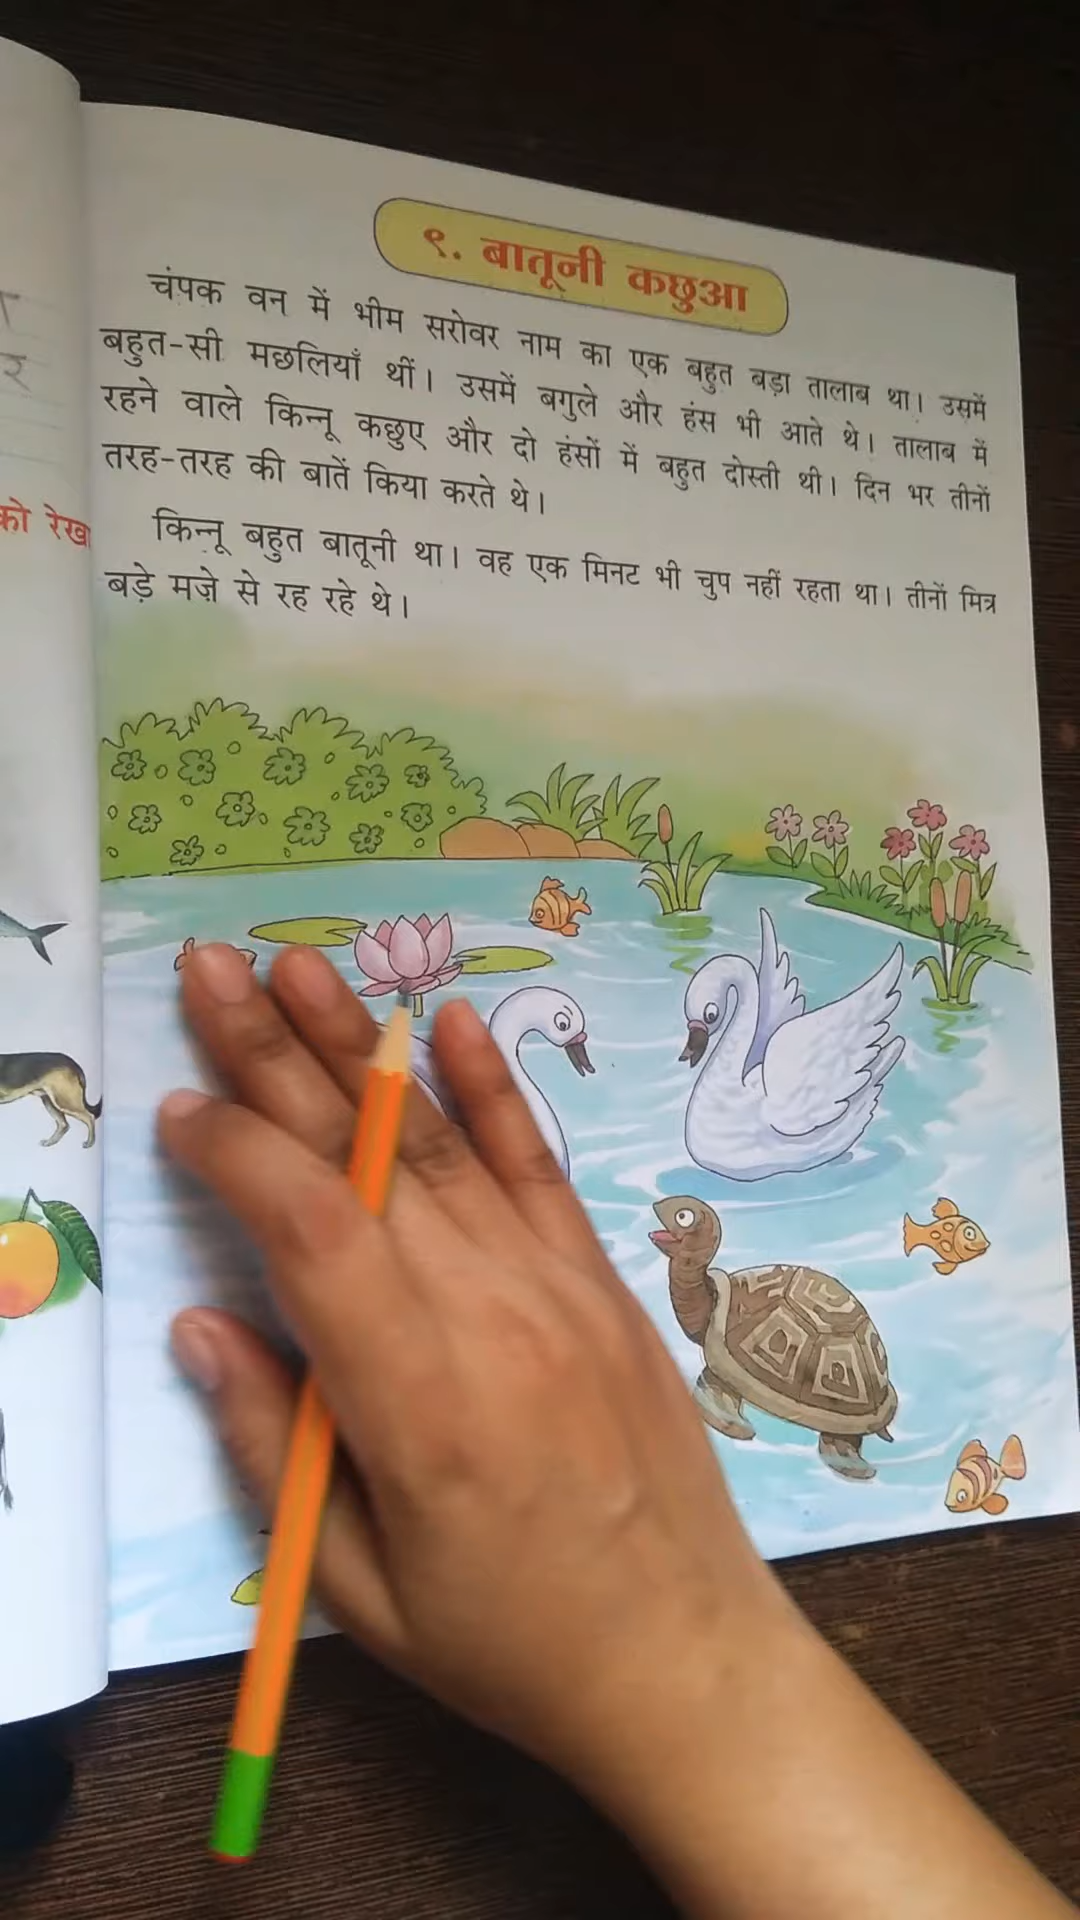 ९. बातूनी कछुआ
चंपक वन में भीम सरोवर नाम का एक बहुत बड़ा तालाब था। उसमें
बहुत-सी मछलियाँ थीं। उसमें बगुले और हंस भी आते थे। तालाब में
रहने वाले किन्नू कछुए और दो हंसों में बहुत दोस्ती थी। दिन भर तीनों
तरह-तरह की बातें किया करते थे।
किन्नू बहुत बातूनी था। वह एक मिनट भी चुप नहीं रहता था। तीनों मित्र
बड़े मज़े से रह रहे थे।
को